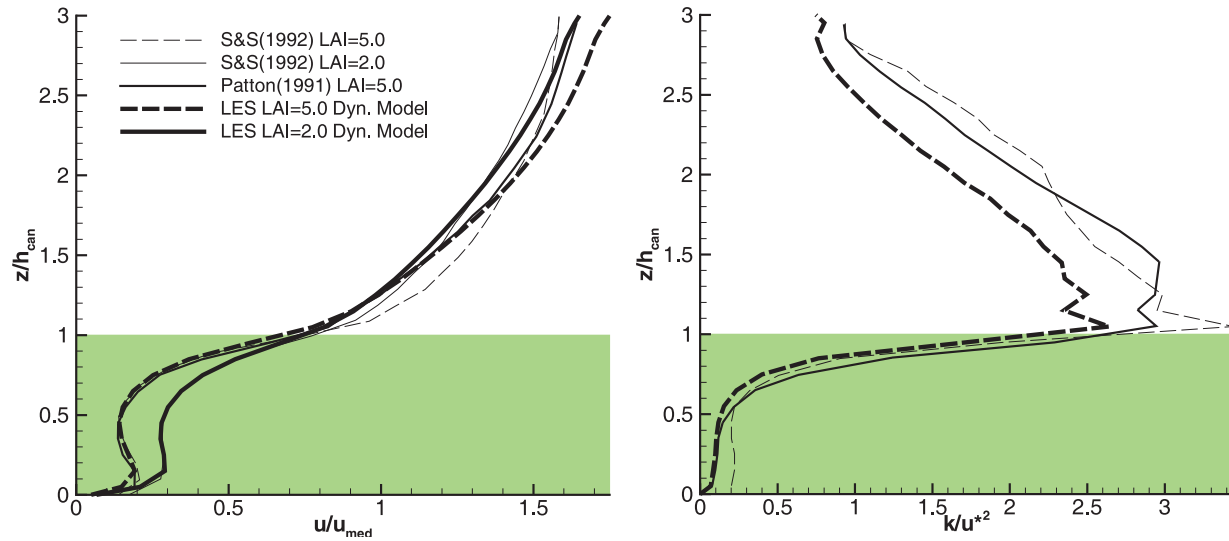 S&S(1992) LAI=5.0
S&S(1992) LAI=2.0
Patton(1991) LAI=5.0
LES LAI=5.0 Dyn. Model
LES LAI=2.0 Dyn. Model
z/h_can
3
2.5
2
1.5
1
0.5
0
0 0.5 1 1.5
u/u_med
z/h_can
3
2.5
2
1.5
1
0.5
0
0 0.5 1 1.5 2 2.5 3
k/u*²